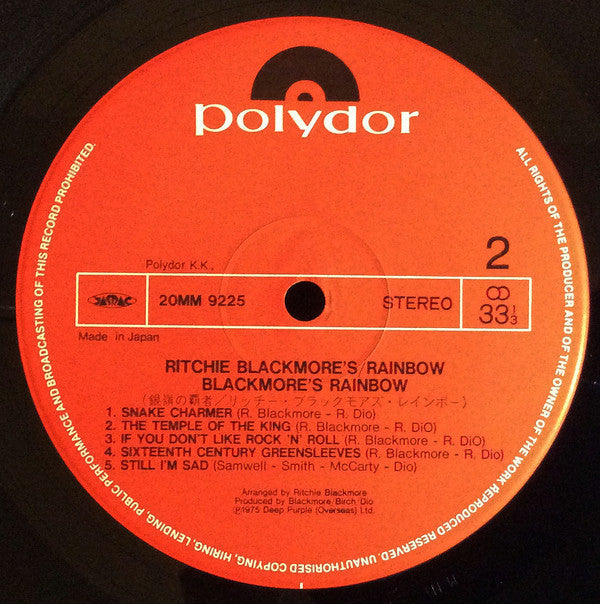 polydor
Polydor K.K.,
2
JASRAC
20MM 9225
STEREO
33 1/3
Made in Japan
RITCHIE BLACKMORE'S RAINBOW
BLACKMORE'S RAINBOW
(銀嶺の覇者/リッチー・ブラックモアズ・レインボー)
1. SNAKE CHARMER (R. Blackmore - R. Dio)
2. THE TEMPLE OF THE KING (R. Blackmore - R. DiO)
3. IF YOU DON'T LIKE ROCK 'N' ROLL (R. Blackmore - R. Dio)
4. SIXTEENTH CENTURY GREENSLEEVES (R. Blackmore - R. Dio)
5. STILL I'M SAD (Samwell - Smith - McCarty - Dio)
Arranged by Ritchie Blackmore
Produced by Blackmore/Birch/Dio
℗1975 Deep Purple (Overseas) Ltd.
ALL RIGHTS OF THE PRODUCER AND OF THE OWNER OF THE WORK REPRODUCED RESERVED. UNAUTHORISED COPYING, HIRING, LENDING, PUBLIC PERFORMANCE AND BROADCASTING OF THIS RECORD PROHIBITED.